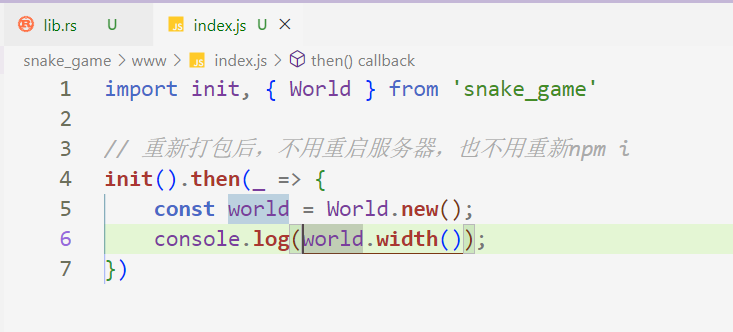 lib.rs U JS index.js U ×
snake_game > www > JS index.js > then() callback
1 import init, { World } from 'snake_game'
2
3 // 重新打包后，不用重启服务器，也不用重新npm i
4 init().then(_ => {
5 const world = World.new();
6 console.log(world.width());
7 })